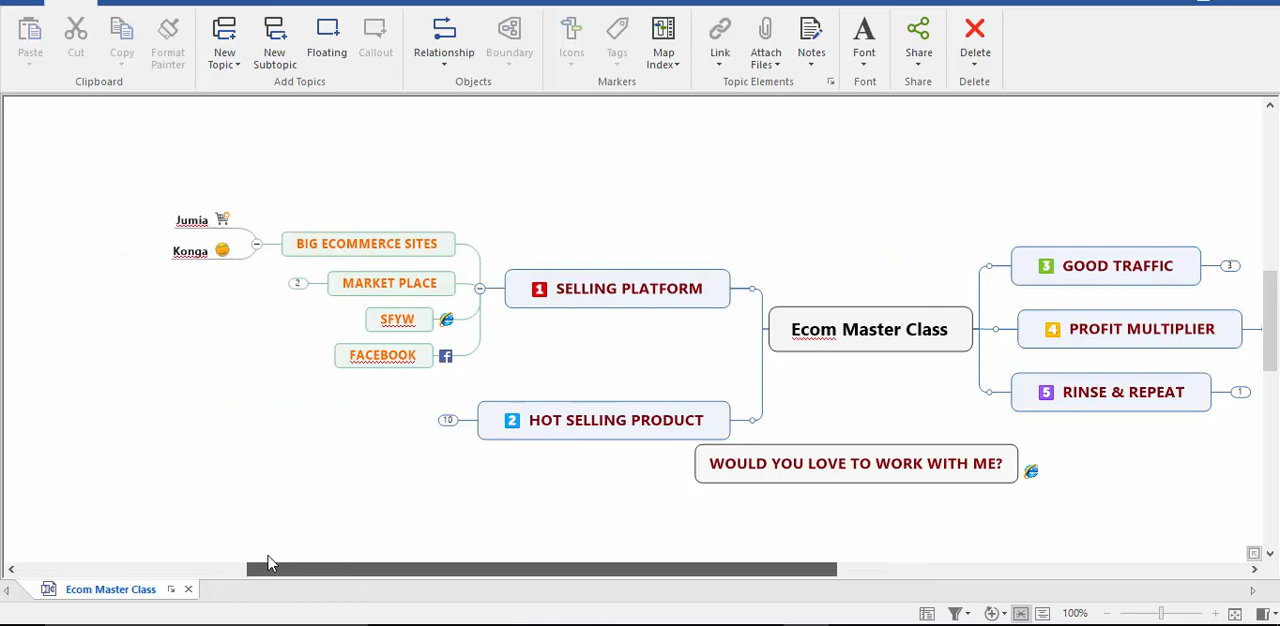 Paste
Cut
Copy
Format
Painter
New
Topic
New
Subtopic
Floating
Callout
Relationship
Boundary
Icons
Tags
Map
Index
Link
Attach
Files
Notes
Font
Share
Delete
Clipboard
Add Topics
Objects
Markers
Topic Elements
Font
Share
Delete
Jumia
Konga
BIG ECOMMERCE SITES
2
MARKET PLACE
SFYW
FACEBOOK
1 SELLING PLATFORM
10
2 HOT SELLING PRODUCT
Ecom Master Class
3 GOOD TRAFFIC
3
4 PROFIT MULTIPLIER
5 RINSE & REPEAT
1
WOULD YOU LOVE TO WORK WITH ME?
Ecom Master Class
100%